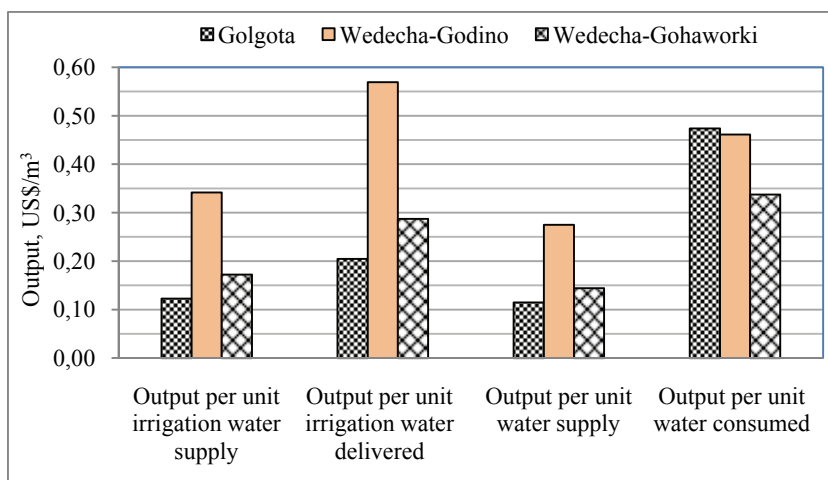 Golgota Wedecha-Godino Wedecha-Gohaworki
Output, US$/m³
0,60
0,50
0,40
0,30
0,20
0,10
0,00
Output per unit
irrigation water
supply
Output per unit
irrigation water
delivered
Output per unit
water supply
Output per unit
water consumed